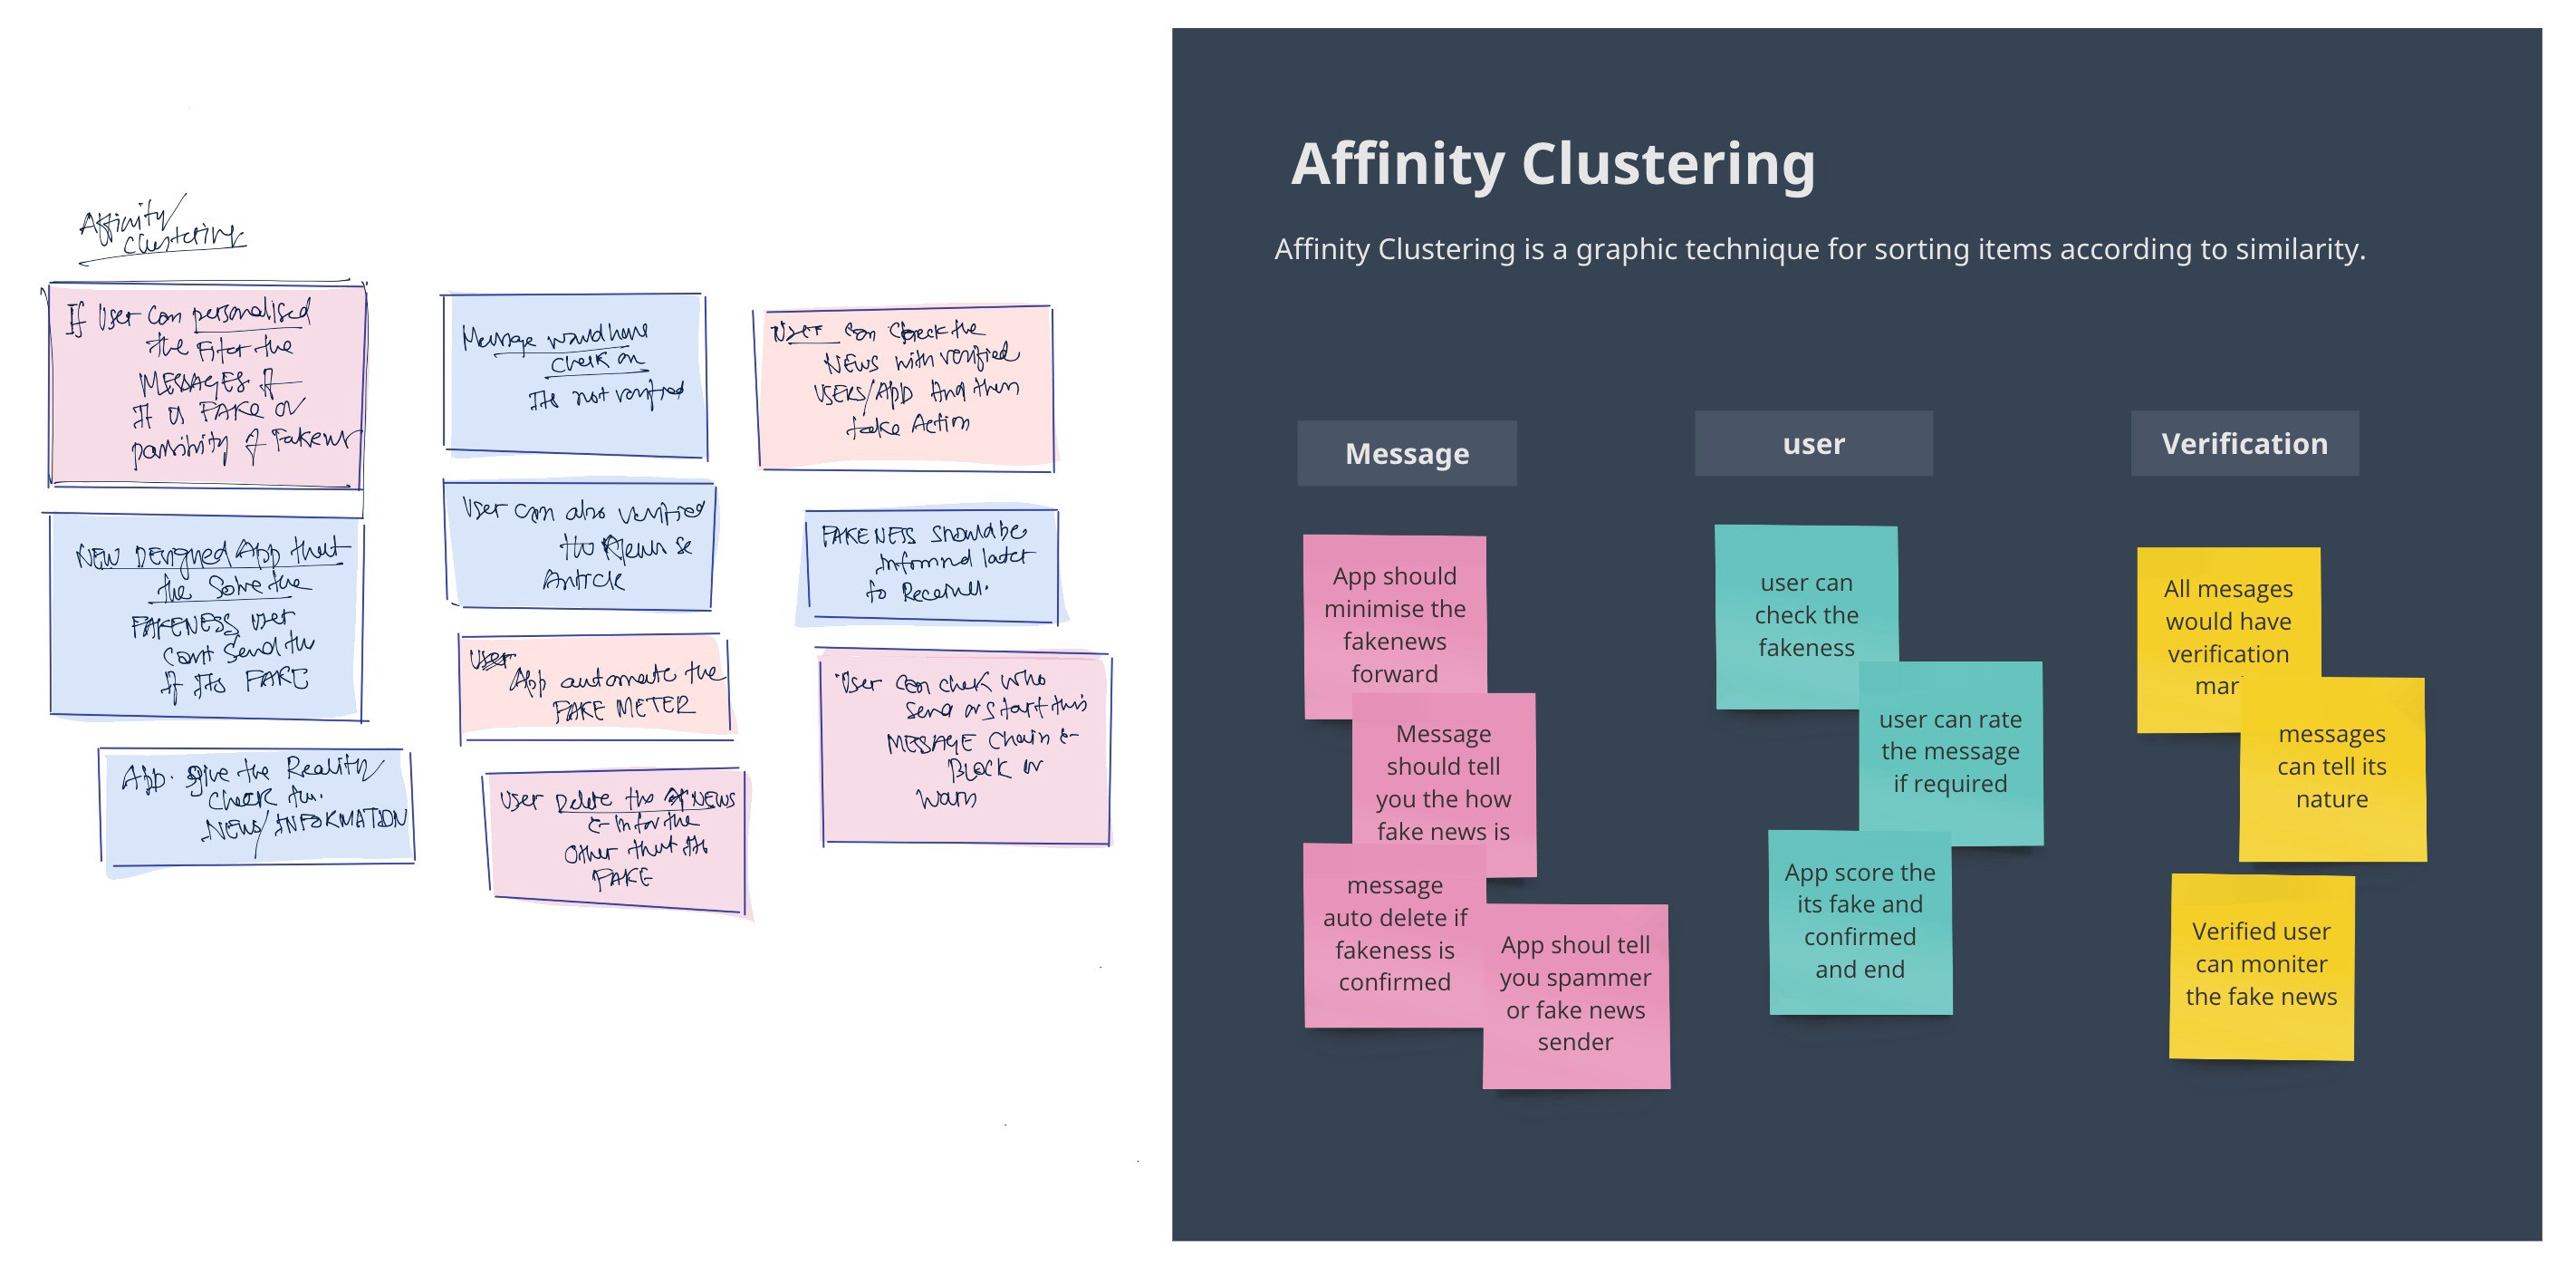 Affinity
Clustering
If User Can personalised
the Filter the
MESSAGES if
It is FAKE or
of Faken
NEW Designed App that
the Solve the
FAKENESS user
Cant Send the
if Its FAKE
App. give the Reality
Check the.
NEWS/INFORMATION
Message would have
Check on
Its not verified
User can also verified
the
Article
User
App automate the
FAKE METER
User Delete the NEWS
& Infor the
Other that Its
FAKE
User Can Check the
NEWS with verified
USERS/App And then
take Action
FAKENESS should be
informed later
to
User Can chek who
Send or start this
MESSAGE Chain &
Block or
Warn
Affinity Clustering
Affinity Clustering is a graphic technique for sorting items according to similarity.
Message
App should
minimise the
fakenews
forward
Message
should tell
you the how
fake news is
message
auto delete if
fakeness is
confirmed
App shoul tell
you spammer
or fake news
sender
user
user can
check the
fakeness
user can rate
the message
if required
App score the
its fake and
confirmed
and end
Verification
All mesages
would have
verification
mar
messages
can tell its
nature
Verified user
can moniter
the fake news